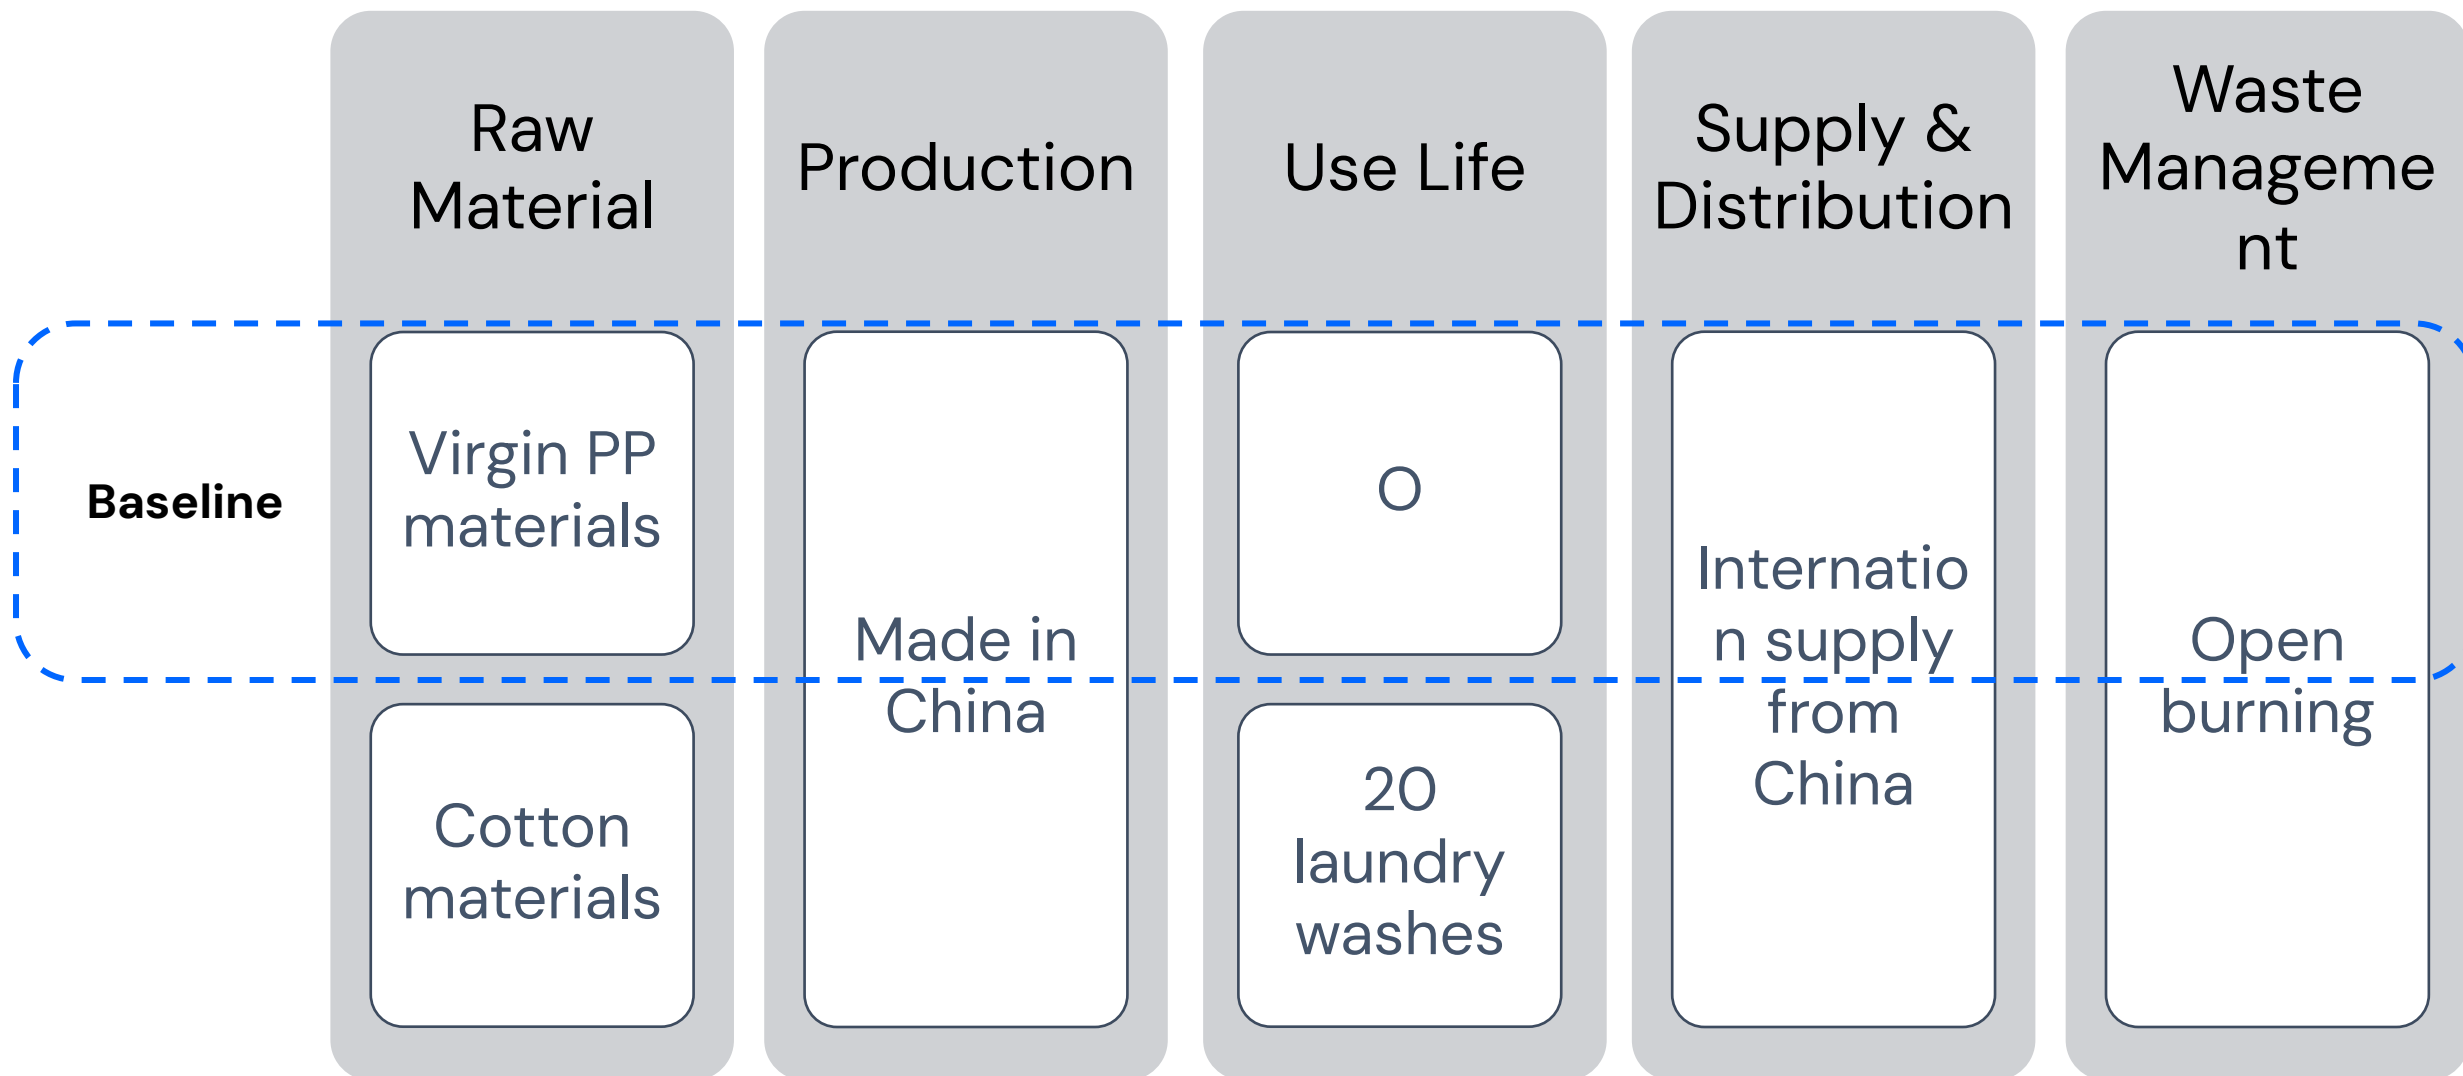 Raw
Material
Production
Use Life
Supply &
Distribution
Waste
Manageme
nt
Baseline
Virgin PP
materials
Cotton
materials
Made in
China
O
20
laundry
washes
Internatio
n supply
from
China
Open
burning